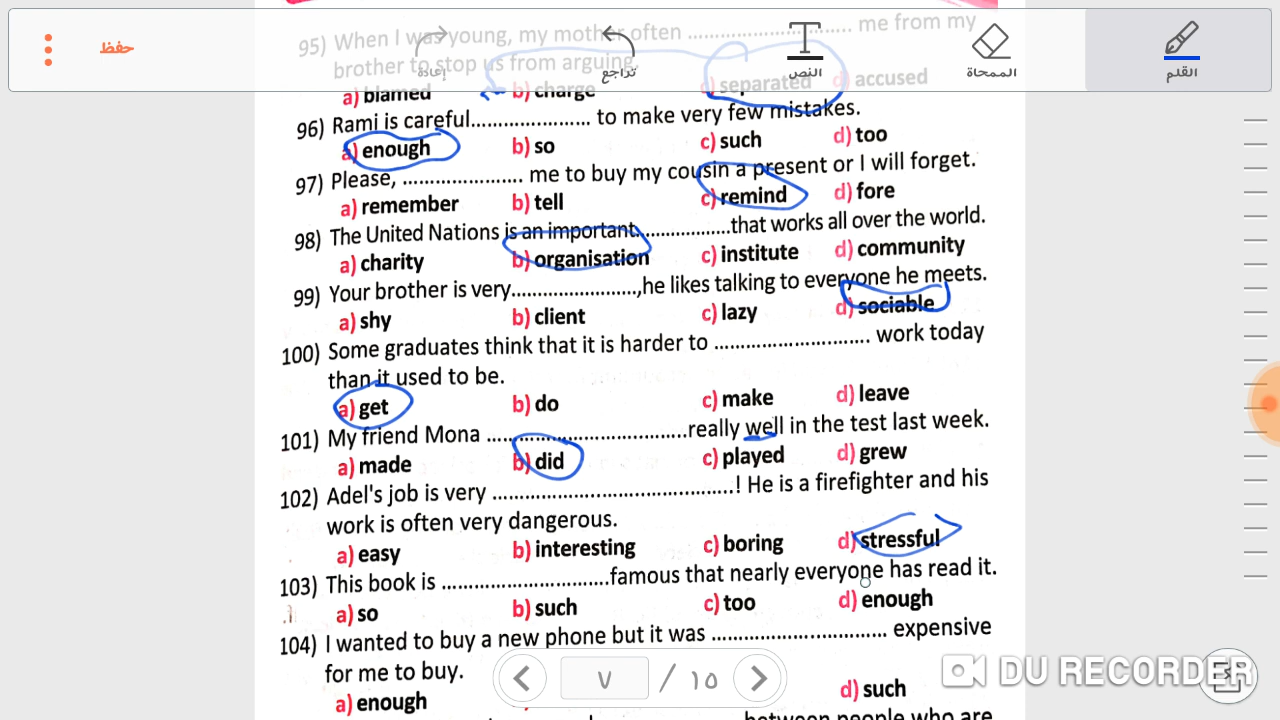 حفظ
إعادة
تراجع
النص
الممحاة
القلم
95) When I was young, my mother often ............................ me from my
brother to stop us from arguing.
a) blamed b) charge c) separated d) accused
96) Rami is careful...................... to make very few mistakes.
a) enough b) so c) such d) too
97) Please, ...................... me to buy my cousin a present or I will forget.
a) remember b) tell c) remind d) fore
98) The United Nations is an important..................that works all over the world.
a) charity b) organisation c) institute d) community
99) Your brother is very.......................,he likes talking to everyone he meets.
a) shy b) client c) lazy d) sociable
100) Some graduates think that it is harder to ............................ work today
than it used to be.
a) get b) do c) make d) leave
101) My friend Mona .....................................really well in the test last week.
a) made b) did c) played d) grew
102) Adel's job is very ............................................! He is a firefighter and his
work is often very dangerous.
a) easy b) interesting c) boring d) stressful
103) This book is ..............................famous that nearly everyone has read it.
a) so b) such c) too d) enough
104) I wanted to buy a new phone but it was ................................ expensive
for me to buy.
a) enough d) such
between people who are
٧ / ١٥
DU RECORDER